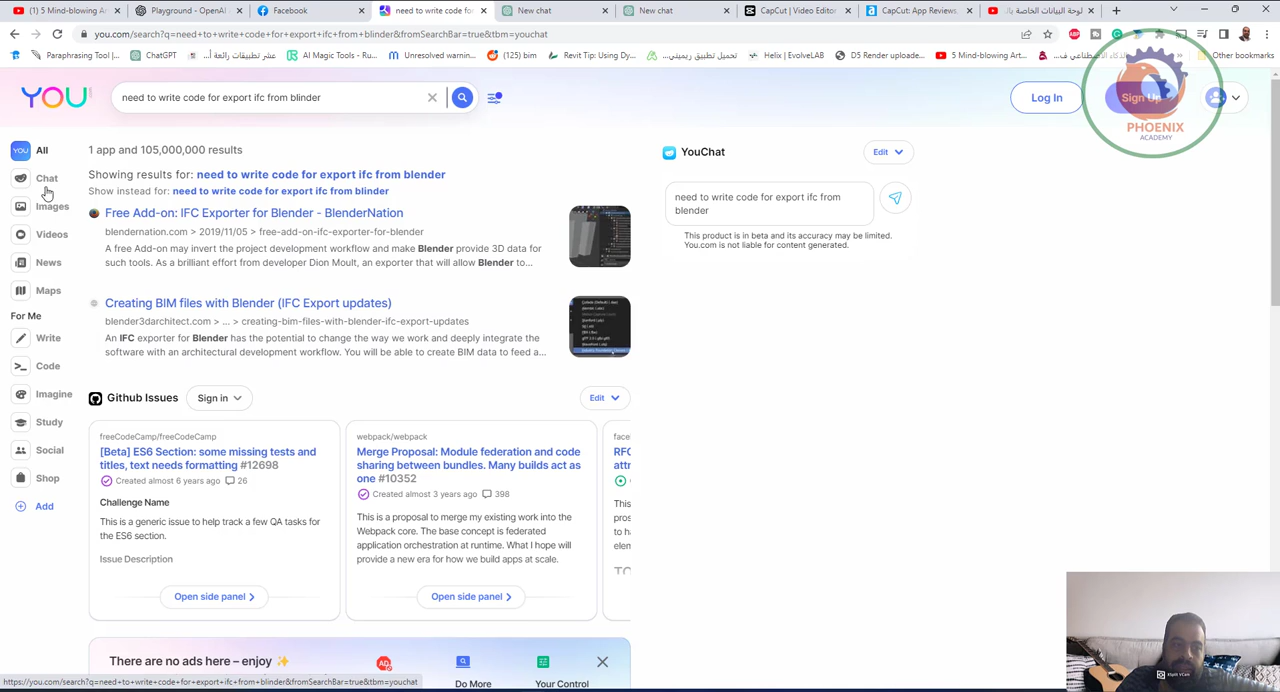 (1) 5 Mind-blowing Arti
Playground - OpenAI
Facebook
need to write code for
New chat
New chat
CapCut | Video Editor
CapCut: App Reviews,
لوحة البيانات الخاصة بال
you.com/search?q=need+to+write+code+for+export+ifc+from+blinder&fromSearchBar=true&tbm=youchat
Paraphrasing Tool |
ChatGPT
عشر تطبيقات رائعة أ...
AI Magic Tools - R...
Unresolved warnin...
(125) bim
Revit Tip: Using Dy...
تحميل تطبيق ريميني...
Helix | EvolveLAB
D5 Render uploade...
5 Mind-blowing Art...
Other bookmarks
YOU
need to write code for export ifc from blinder
Log In
Sign Up
PHOENIX
ACADEMY
YOU
All
Chat
Images
Videos
News
Maps
For Me
Write
Code
Imagine
Study
Social
Shop
Add
1 app and 105,000,000 results
Showing results for: need to write code for export ifc from blender
Show instead for: need to write code for export ifc from blinder
Free Add-on: IFC Exporter for Blender - BlenderNation
blendernation.com > 2019/11/05 > free-add-on-ifc-exporter-for-blender
A free Add-on may invert the project development workflow and make Blender provide 3D data for
such tools. As a brilliant effort from developer Dion Moult, an exporter that will allow Blender to...
Creating BIM files with Blender (IFC Export updates)
blender3darchitect.com > ... > creating-bim-files-with-blender-ifc-export-updates
An IFC exporter for Blender has the potential to change the way we work and deeply integrate the
software with an architectural development workflow. You will be able to create BIM data to feed a...
Github Issues
Sign in
Edit
freeCodeCamp/freeCodeCamp
[Beta] ES6 Section: some missing tests and
titles, text needs formatting #12698
Created almost 6 years ago
26
Challenge Name
This is a generic issue to help track a few QA tasks for
the ES6 section.
Issue Description
Open side panel
webpack/webpack
Merge Proposal: Module federation and code
sharing between bundles. Many builds act as
one #10352
Created almost 3 years ago
398
This is a proposal to merge my existing work into the
Webpack core. The base concept is federated
application orchestration at runtime. What I hope will
provide a new era for how we build apps at scale.
Open side panel
There are no ads here – enjoy
AD
Do More
Your Control
YouChat
Edit
need to write code for export ifc from
blender
This product is in beta and its accuracy may be limited.
You.com is not liable for content generated.
https://you.com/search?q=need+to+write+code+for+export+ifc+from+blinder&fromSearchBar=true&tbm=youchat
XSplit VCam